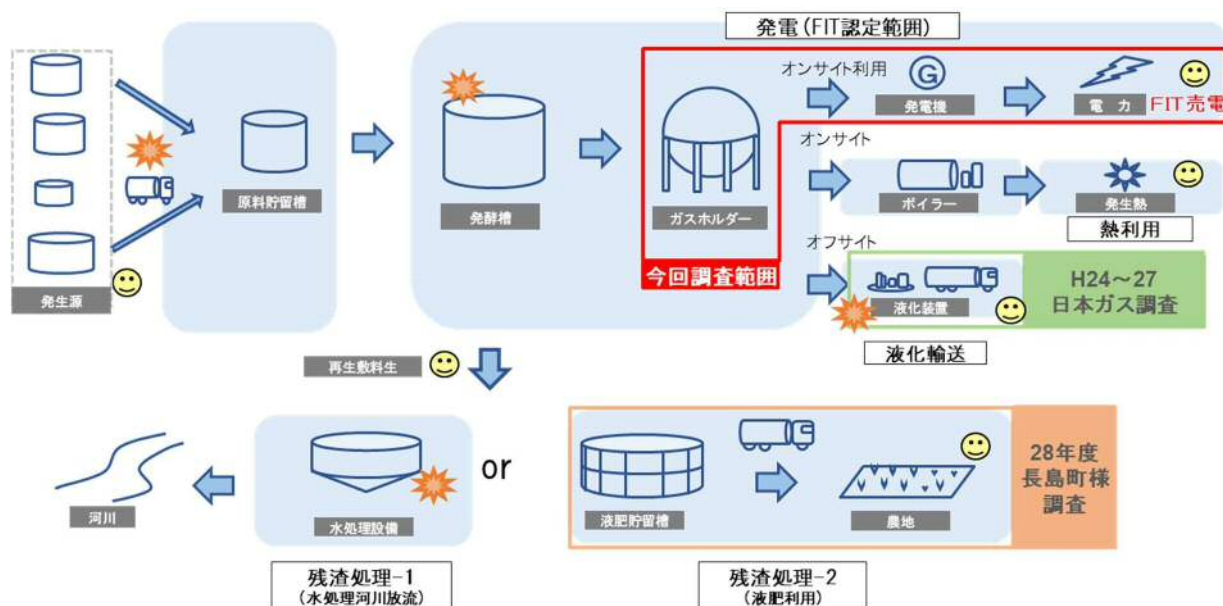 発電(FIT認定範囲)
オンサイト利用
G
発電機
電 力
FIT売電
オンサイト
原料貯留槽
発酵槽
ガスホルダー
ボイラー
発生熱
熱利用
オフサイト
今回調査範囲
発生源
液化装置
H24～27
日本ガス調査
液化輸送
再生敷料生
or
28年度
長島町様
調査
河川
水処理設備
液肥貯留槽
農地
残渣処理-1
(水処理河川放流)
残渣処理-2
(液肥利用)